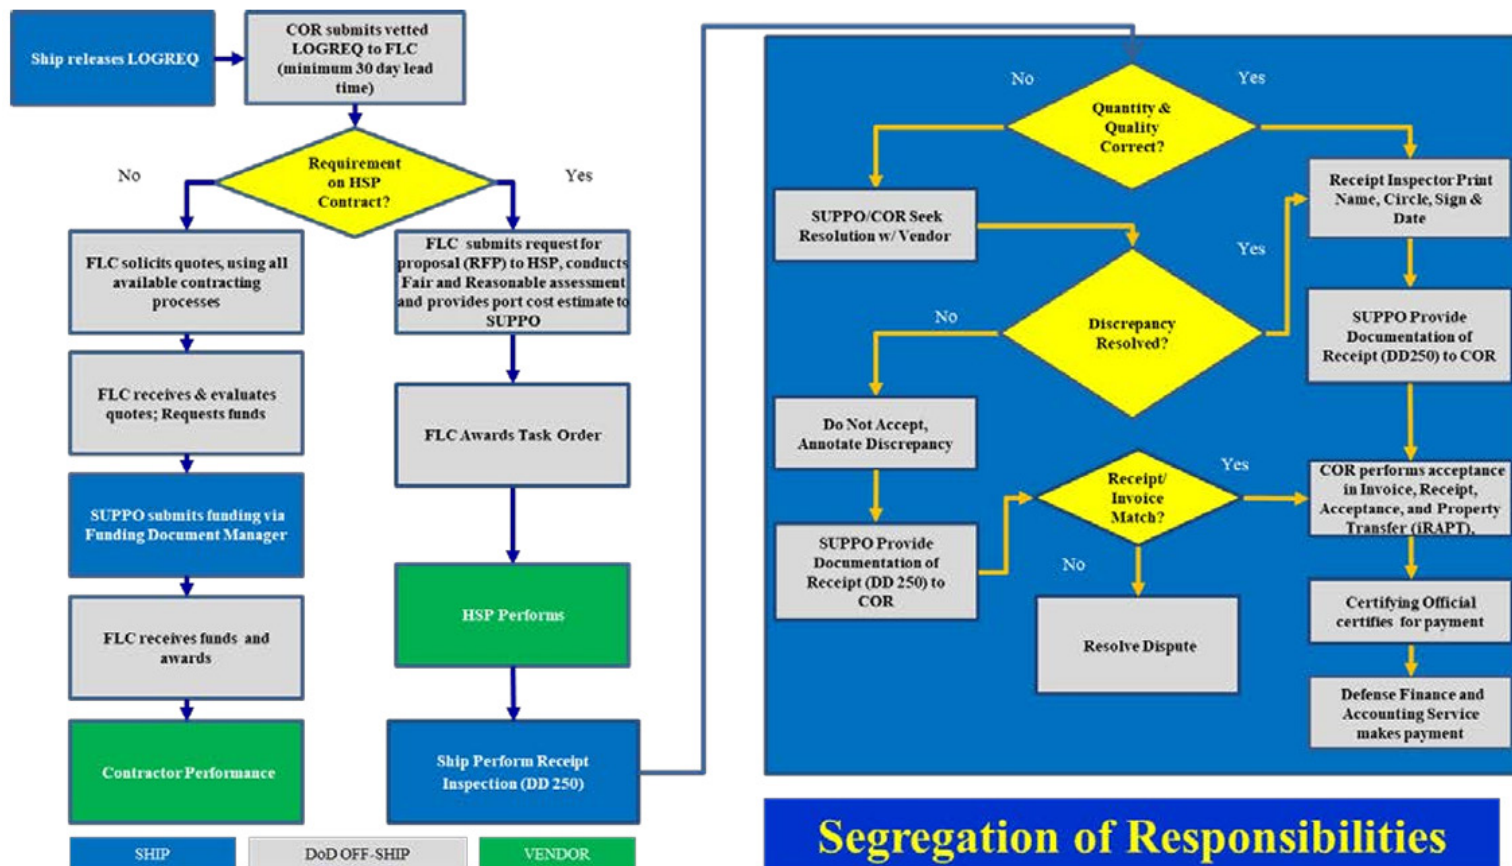 Ship releases LOGREQ
COR submits vetted
LOGREQ to FLC
(minimum 30 day lead
time)
Requirement
on HSP
Contract?
No
Yes
FLC solicits quotes, using all
available contracting
processes
FLC receives & evaluates
quotes; Requests funds
SUPPO submits funding via
Funding Document Manager
FLC receives funds and
awards
Contractor Performance
FLC submits request for
proposal (RFP) to HSP, conducts
Fair and Reasonable assessment
and provides port cost estimate to
SUPPO
FLC Awards Task Order
HSP Performs
Ship Perform Receipt
Inspection (DD 250)
SHIP
DoD OFF-SHIP
VENDOR
No
Yes
Quantity &
Quality
Correct?
SUPPO/COR Seek
Resolution w/ Vendor
Receipt Inspector Print
Name, Circle, Sign &
Date
Yes
No
Discrepancy
Resolved?
SUPPO Provide
Documentation of
Receipt (DD250) to COR
Do Not Accept,
Annotate Discrepancy
Receipt/
Invoice
Match?
Yes
No
COR performs acceptance
in Invoice, Receipt,
Acceptance, and Property
Transfer (iRAPT),
SUPPO Provide
Documentation of
Receipt (DD 250) to
COR
Resolve Dispute
Certifying Official
certifies for payment
Defense Finance and
Accounting Service
makes payment
Segregation of Responsibilities